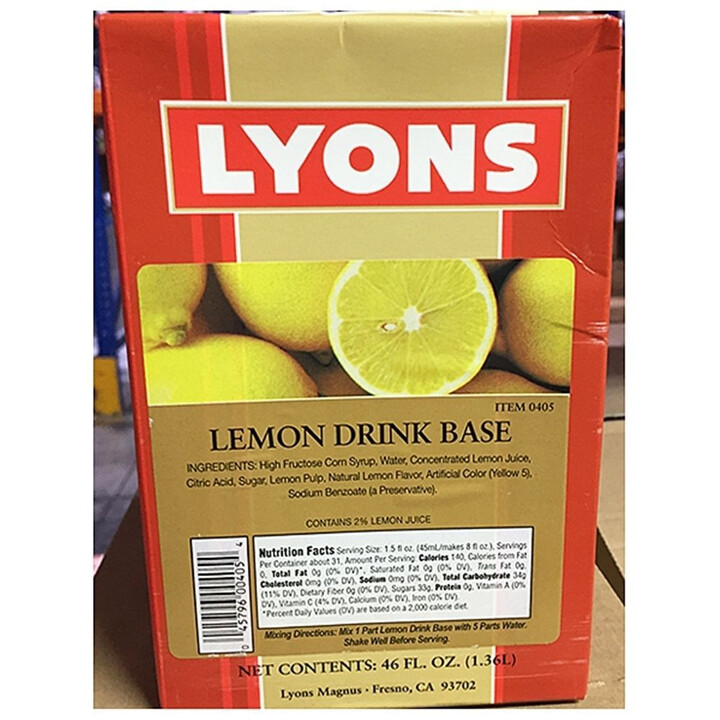 LYONS
ITEM 0405
LEMON DRINK BASE
INGREDIENTS: High Fructose Corn Syrup, Water, Concentrated Lemon Juice,
Citric Acid, Sugar, Lemon Pulp, Natural Lemon Flavor, Artificial Color (Yellow 5),
Sodium Benzoate (a Preservative).
CONTAINS 2% LEMON JUICE
Nutrition Facts Serving Size: 1.5 fl oz. (45mL/makes 8 fl oz.), Servings
Per Container about 31, Amount Per Serving: Calories 140, Calories from Fat
0, Total Fat 0g (0% DV)*, Saturated Fat 0g (0% DV), Trans Fat 0g,
Cholesterol 0mg (0% DV), Sodium 0mg (0% DV), Total Carbohydrate 34g
(11% DV), Dietary Fiber 0g (0% DV), Sugars 33g, Protein 0g, Vitamin A (0%
DV), Vitamin C (4% DV), Calcium (0% DV), Iron (0% DV).
*Percent Daily Values (DV) are based on a 2,000 calorie diet.
0 45796 00405 4
Mixing Directions: Mix 1 Part Lemon Drink Base with 5 Parts Water.
Shake Well Before Serving.
NET CONTENTS: 46 FL. OZ. (1.36L)
Lyons Magnus · Fresno, CA 93702